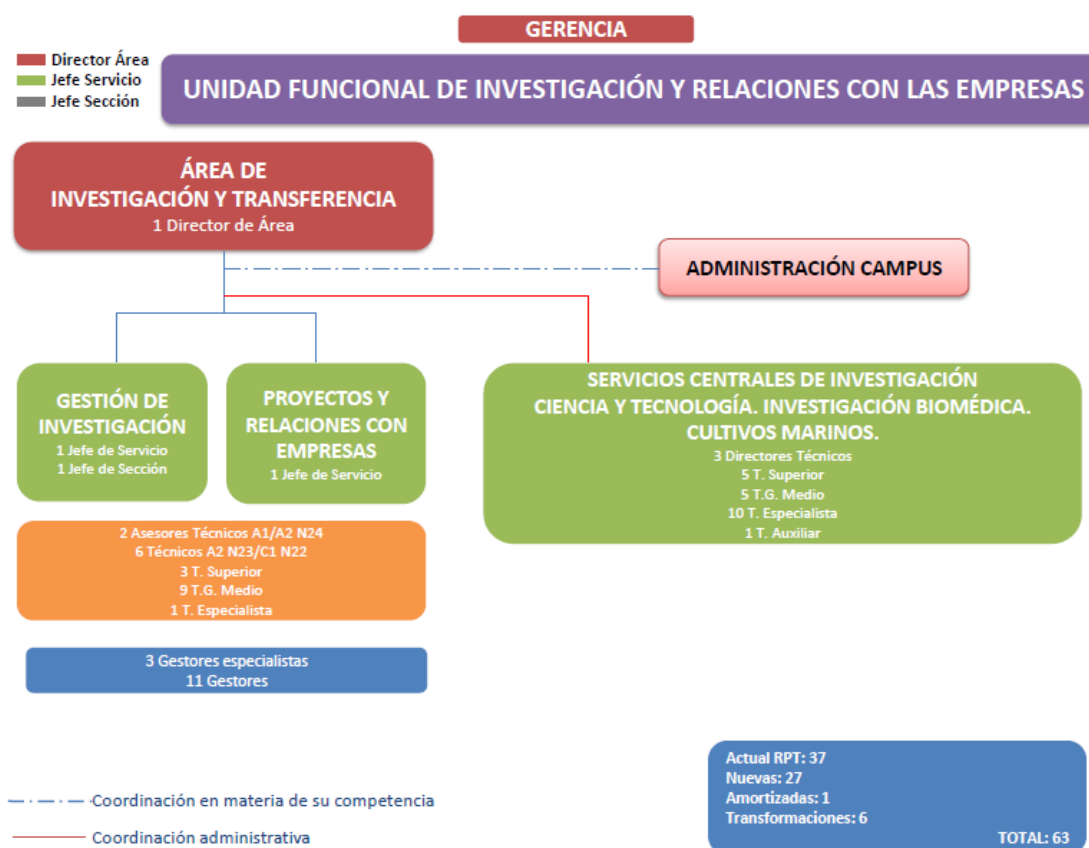 GERENCIA
Director Área
Jefe Servicio
Jefe Sección
UNIDAD FUNCIONAL DE INVESTIGACIÓN Y RELACIONES CON LAS EMPRESAS
ÁREA DE
INVESTIGACIÓN Y TRANSFERENCIA
1 Director de Área
ADMINISTRACIÓN CAMPUS
GESTIÓN DE
INVESTIGACIÓN
1 Jefe de Servicio
1 Jefe de Sección
PROYECTOS Y
RELACIONES CON
EMPRESAS
1 Jefe de Servicio
SERVICIOS CENTRALES DE INVESTIGACIÓN
CIENCIA Y TECNOLOGÍA. INVESTIGACIÓN BIOMÉDICA.
CULTIVOS MARINOS.
3 Directores Técnicos
5 T. Superior
5 T.G. Medio
10 T. Especialista
1 T. Auxiliar
2 Asesores Técnicos A1/A2 N24
6 Técnicos A2 N23/C1 N22
3 T. Superior
9 T.G. Medio
1 T. Especialista
3 Gestores especialistas
11 Gestores
Actual RPT: 37
Nuevas: 27
Amortizadas: 1
Transformaciones: 6
TOTAL: 63
Coordinación en materia de su competencia
Coordinación administrativa